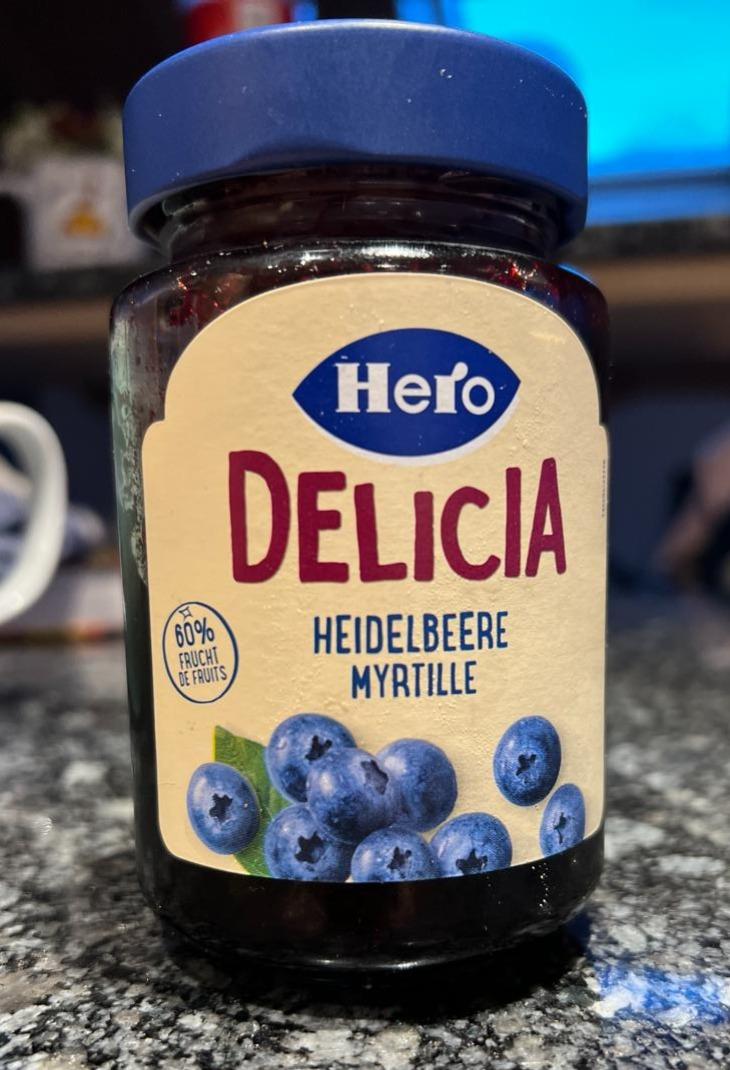 Hero
DELICIA
60%
FRUCHT
DE FRUITS
HEIDELBEERE
MYRTILLE